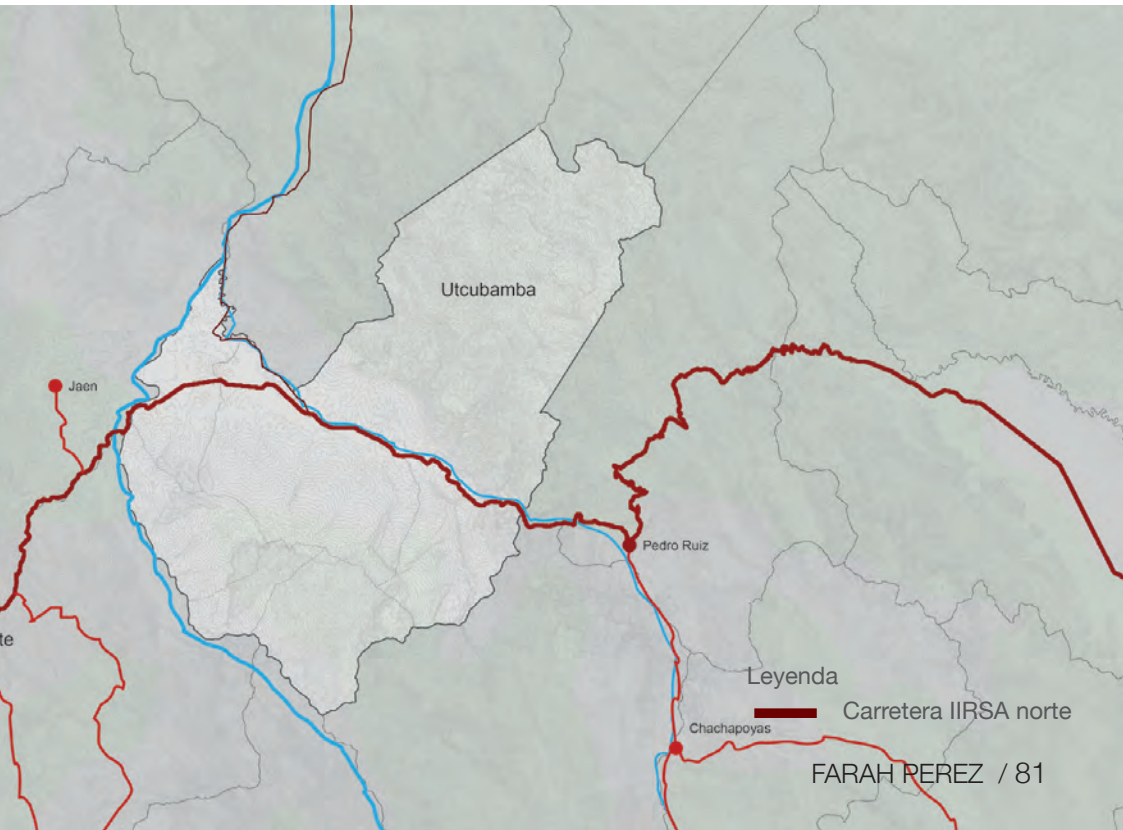 Utcubamba
Jaen
Pedro Ruiz
te
Leyenda
Carretera IIRSA norte
Chachapoyas
FARAH PEREZ / 81